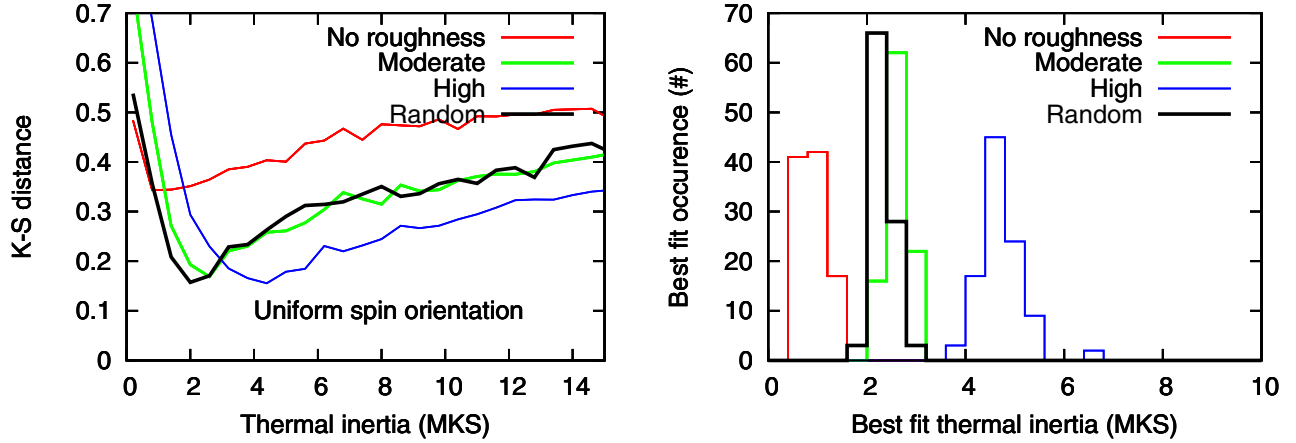 K-S distance
0.7
0.6
0.5
0.4
0.3
0.2
0.1
0
No roughness
Moderate
High
Random
Uniform spin orientation
0 2 4 6 8 10 12 14
Thermal inertia (MKS)
Best fit occurence (#)
70
60
50
40
30
20
10
0
No roughness
Moderate
High
Random
0 2 4 6 8 10
Best fit thermal inertia (MKS)